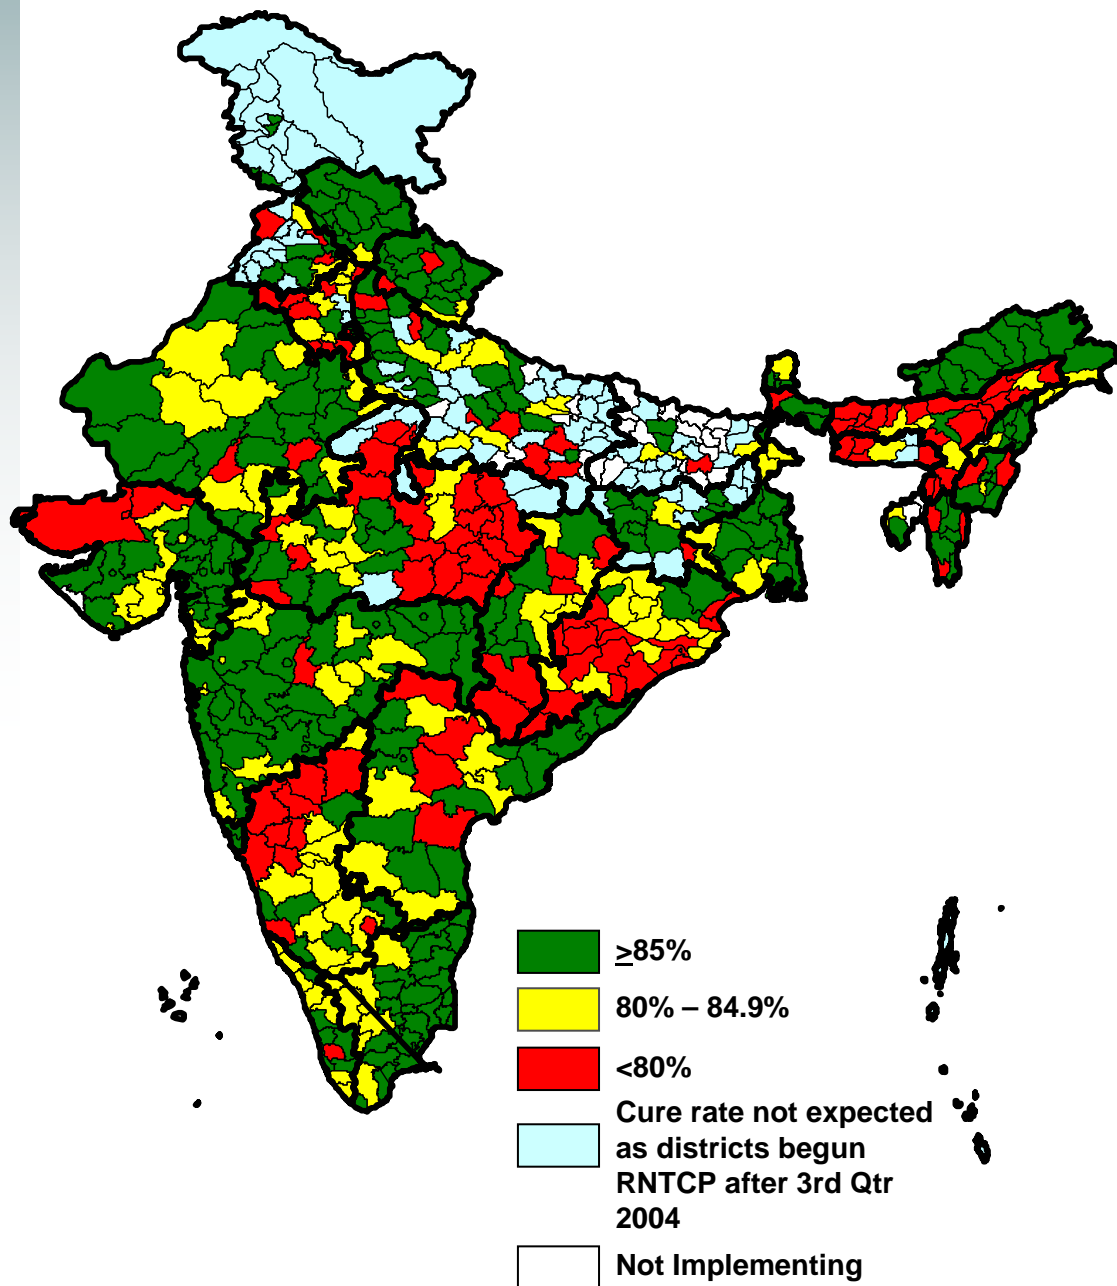 ≥85%
80% – 84.9%
<80%
Cure rate not expected
as districts begun
RNTCP after 3rd Qtr
2004
Not Implementing